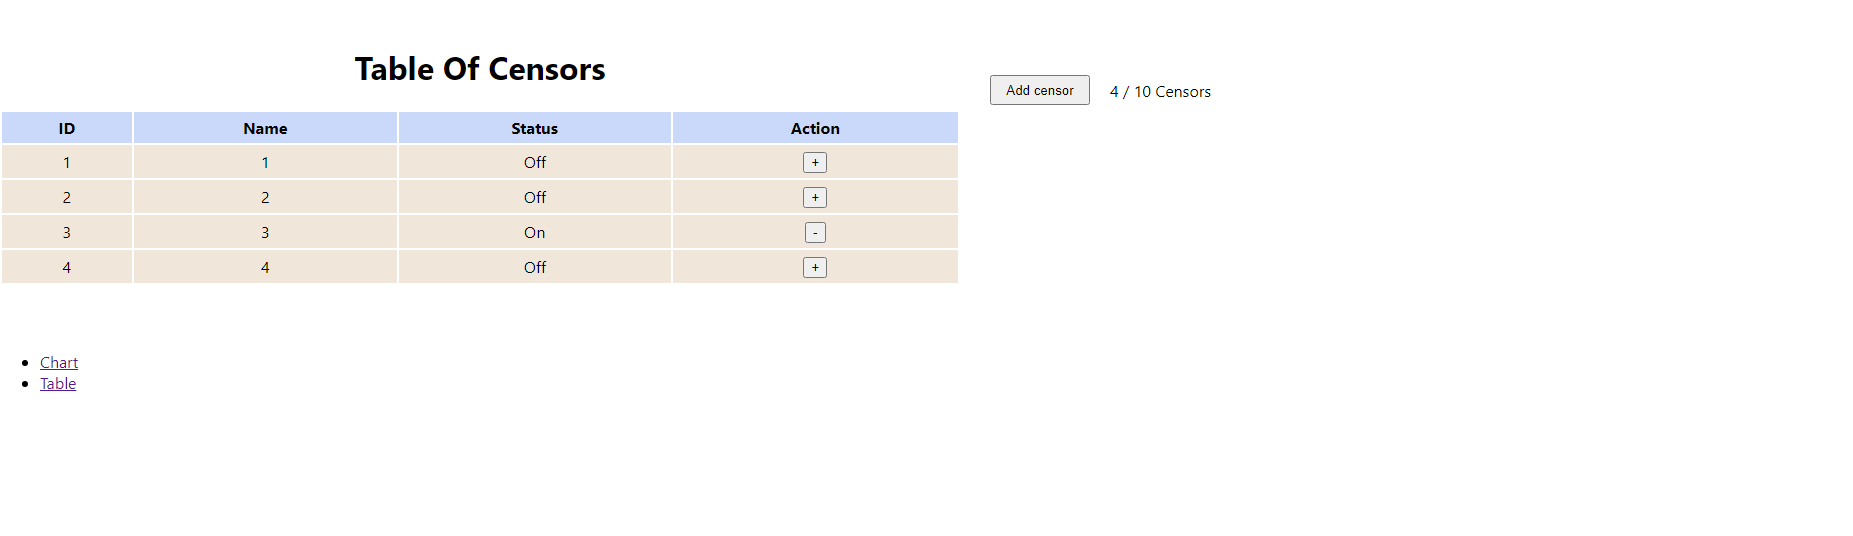 Table Of Censors
Add censor 4 / 10 Censors
ID Name Status Action
1 1 Off +
2 2 Off +
3 3 On -
4 4 Off +
Chart
Table